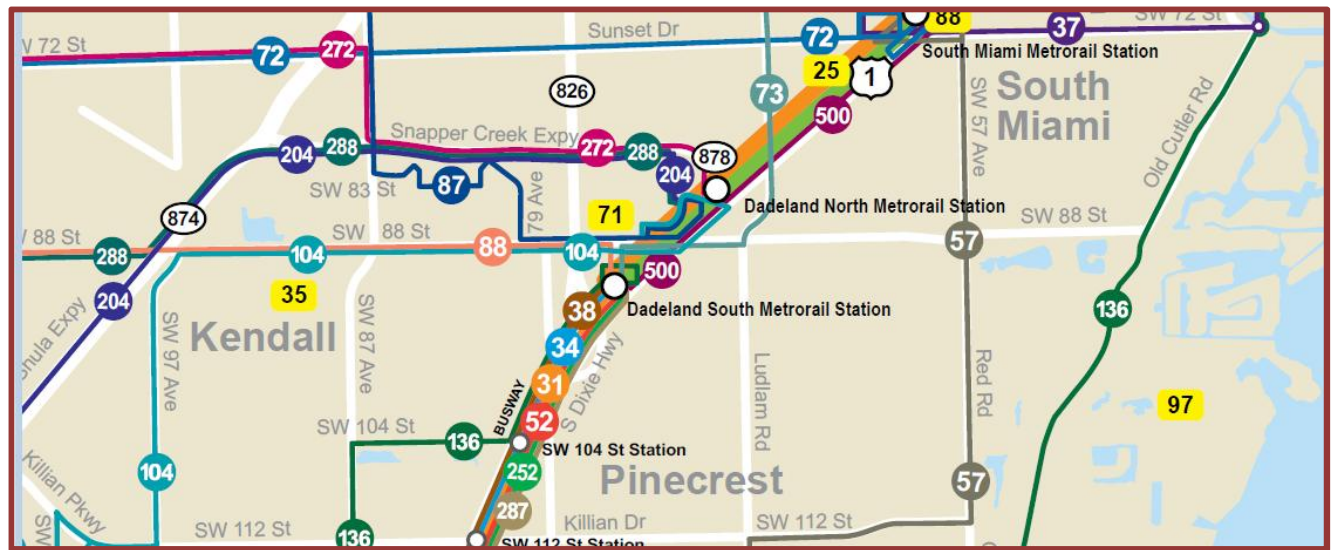 88
SW 72 St
37
W 72 St
272
Sunset Dr
72
72
South Miami Metrorail Station
25
1
73
826
500
South
Miami
SW 57 Ave
Old Cutler Rd
Snapper Creek Expy
204
288
272
288
878
204
87
SW 83 St
79 Ave
874
71
Dadeland North Metrorail Station
W 88 St
SW 88 St
SW 88 St
288
104
88
104
57
500
204
35
38
Dadeland South Metrorail Station
136
Kendall
34
SW 97 Ave
SW 87 Ave
31
S Dixie Hwy
Ludlam Rd
Red Rd
97
BUSWAY
52
SW 104 St
136
SW 104 St Station
104
252
Pinecrest
57
Killian Pkwy
287
SW 112 St
136
Killian Dr
SW 112 St
SW 112 St Station